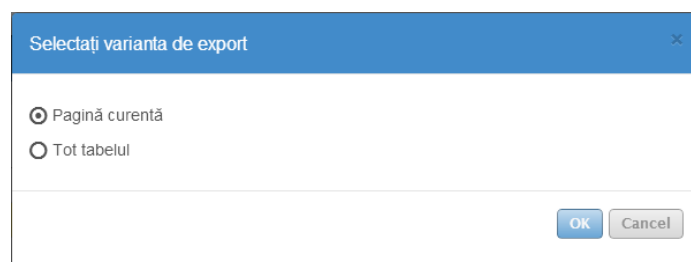 Selectați varianta de export
×
Pagină curentă
Tot tabelul
OK Cancel